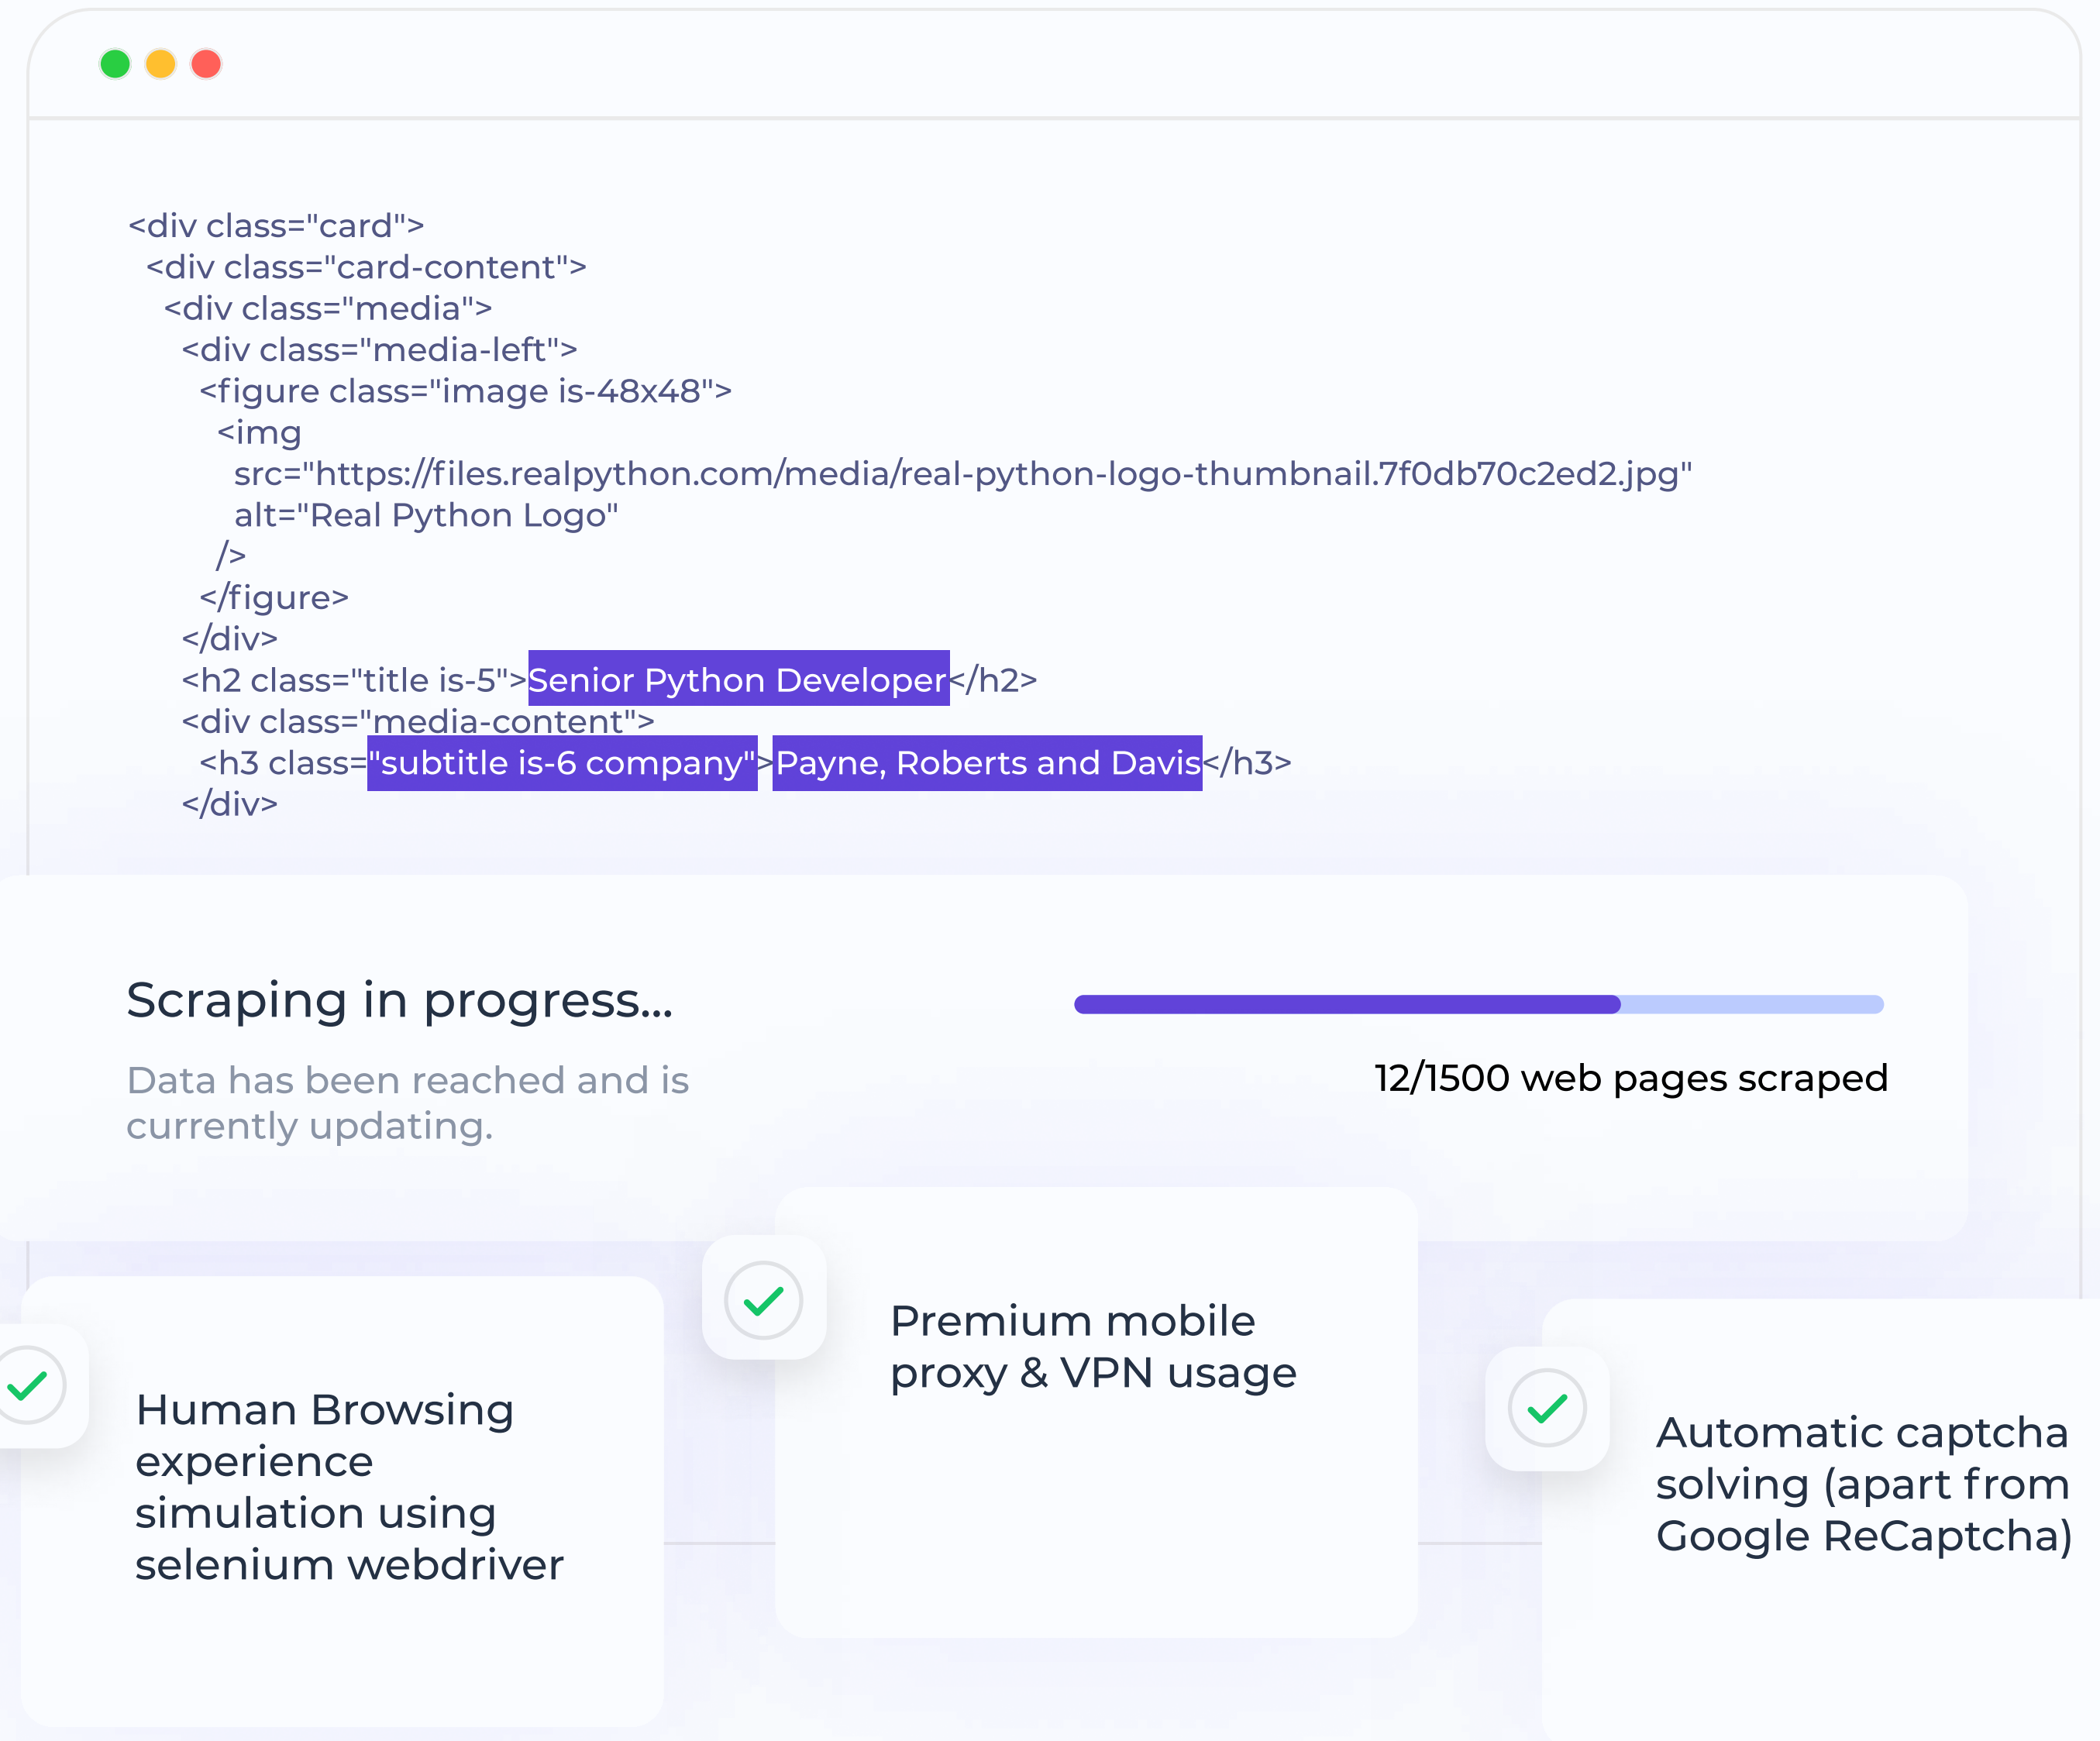 <div class="card">
<div class="card-content">
<div class="media">
<div class="media-left">
<figure class="image is-48x48">
<img
src="https://files.realpython.com/media/real-python-logo-thumbnail.7f0db70c2ed2.jpg"
alt="Real Python Logo"
/>
</figure>
</div>
<h2 class="title is-5">Senior Python Developer</h2>
<div class="media-content">
<h3 class="subtitle is-6 company">Payne, Roberts and Davis</h3>
</div>
Scraping in progress...
Data has been reached and is
currently updating.
12/1500 web pages scraped
Human Browsing
experience
simulation using
selenium webdriver
Premium mobile
proxy & VPN usage
Automatic captcha
solving (apart from
Google ReCaptcha)